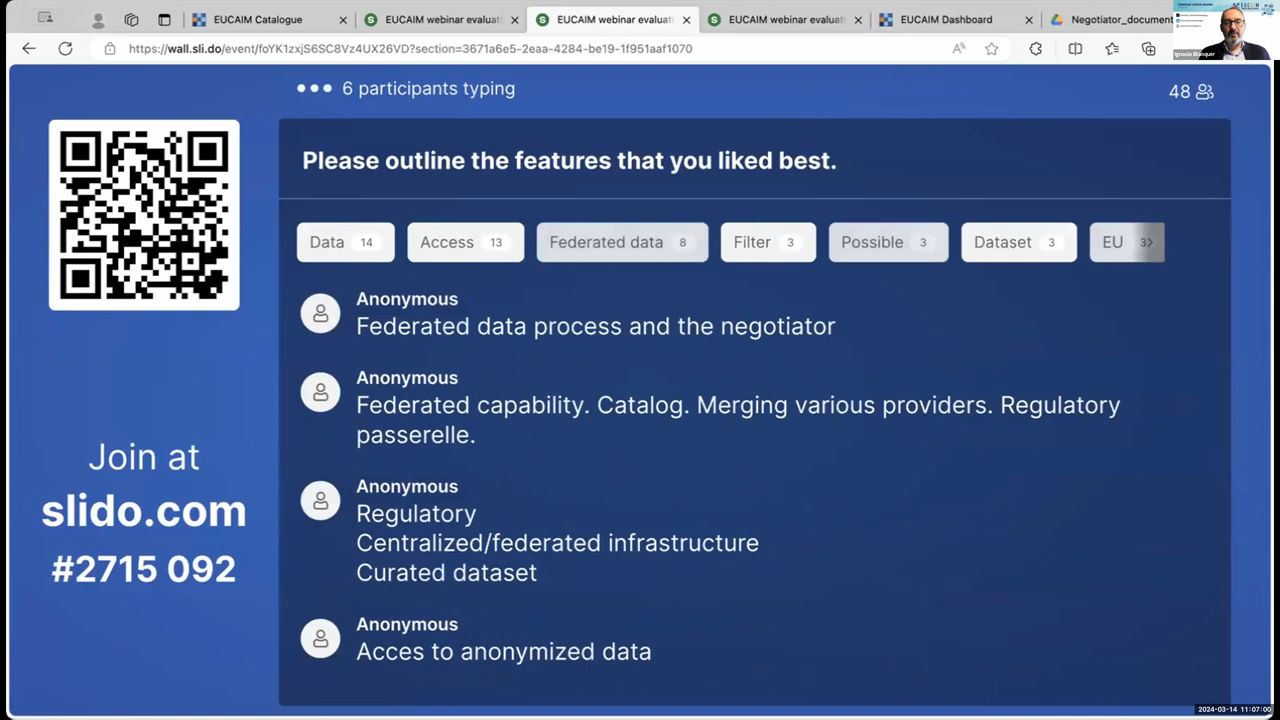 EUCAIM Catalogue
EUCAIM webinar evaluat
EUCAIM webinar evaluat
EUCAIM webinar evaluat
EUCAIM Dashboard
Negotiator_document
https://wall.sli.do/event/foYK1zxjS6SC8Vz4UX26VD?section=3671a6e5-2eaa-4284-be19-1f951aaf1070
Ignacio Blanquer
6 participants typing
48
Please outline the features that you liked best.
Data 14 Access 13 Federated data 8 Filter 3 Possible 3 Dataset 3 EU 3
Anonymous
Federated data process and the negotiator
Anonymous
Federated capability. Catalog. Merging various providers. Regulatory
passerelle.
Anonymous
Regulatory
Centralized/federated infrastructure
Curated dataset
Anonymous
Acces to anonymized data
Join at
slido.com
#2715 092
2024-03-14 11:07:00